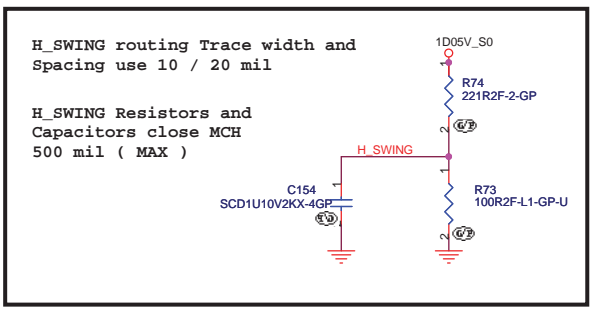 H_SWING routing Trace width and
Spacing use 10 / 20 mil
H_SWING Resistors and
Capacitors close MCH
500 mil ( MAX )
1D05V_S0
1
R74
221R2F-2-GP
2
G/P
H_SWING
C154
SCD1U10V2KX-4GP
1
1
R73
100R2F-L1-GP-U
2
G/P